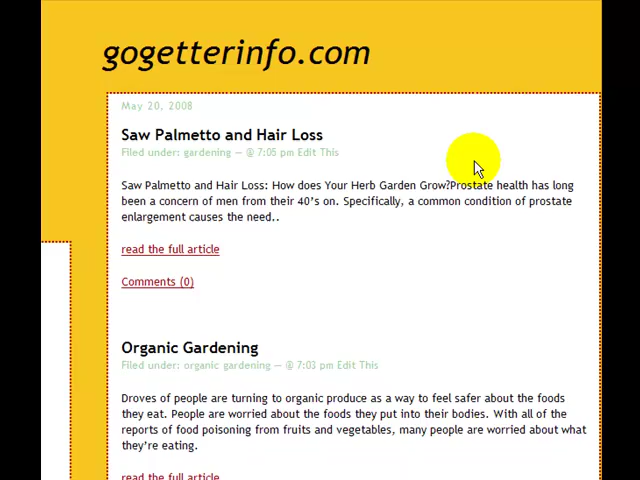 gogetterinfo.com
May 20, 2008
Saw Palmetto and Hair Loss
Filed under: gardening — @ 7:05 pm Edit This
Saw Palmetto and Hair Loss: How does Your Herb Garden Grow?Prostate health has long
been a concern of men from their 40's on. Specifically, a common condition of prostate
enlargement causes the need..
read the full article
Comments (0)
Organic Gardening
Filed under: organic gardening — @ 7:03 pm Edit This
Droves of people are turning to organic produce as a way to feel safer about the foods
they eat. People are worried about the foods they put into their bodies. With all of the
reports of food poisoning from fruits and vegetables, many people are worried about what
they're eating.
read the full article